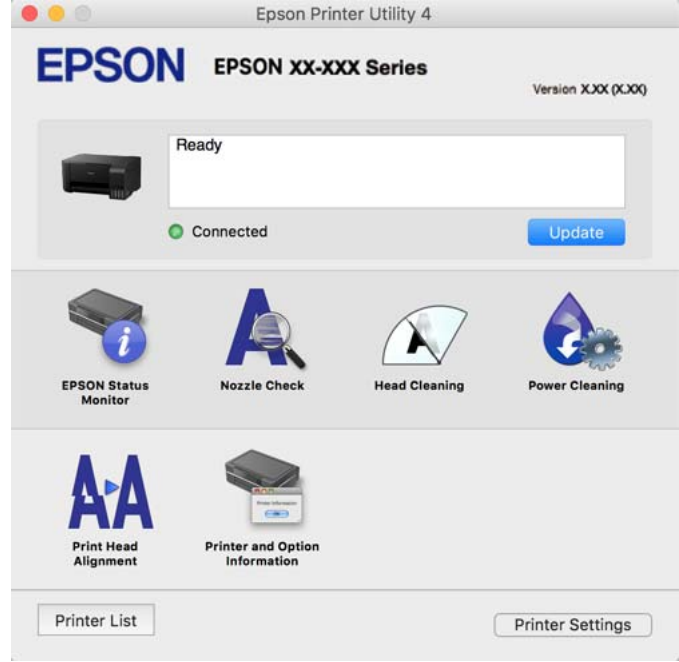 Epson Printer Utility 4
EPSON
EPSON XX-XXX Series
Version X.XX (X.XX)
Ready
Connected
Update
EPSON Status
Monitor
Nozzle Check
Head Cleaning
Power Cleaning
Print Head
Alignment
Printer and Option
Information
Printer List
Printer Settings